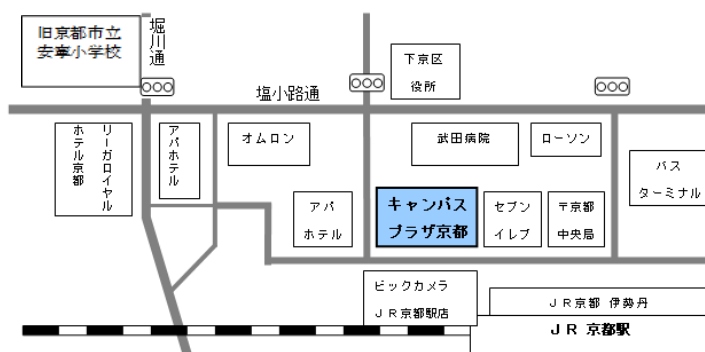 旧京都市立
安寧小学校
堀川通
下京区
役所
塩小路通
リーガロイヤル
ホテル京都
アパホテル
オムロン
武田病院
ローソン
バス
ターミナル
アパ
ホテル
キャンパス
プラザ京都
セブン
イレブ
〒京都
中央局
ビックカメラ
ＪＲ京都駅店
ＪＲ京都 伊勢丹
ＪＲ 京都駅